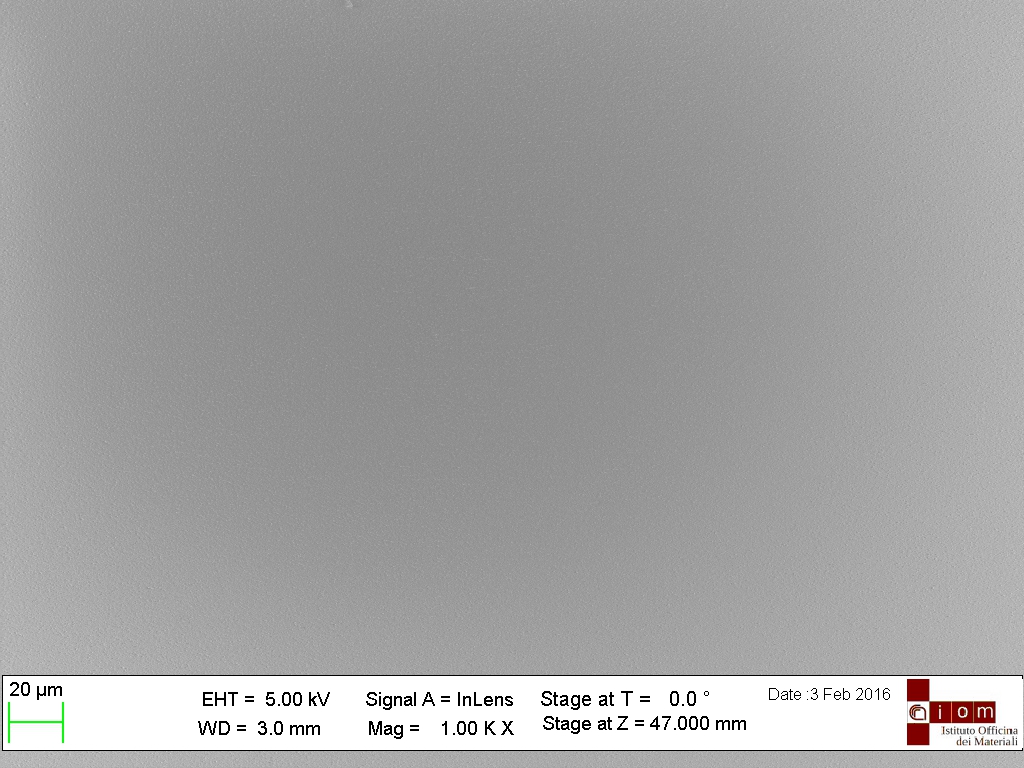 20 µm
EHT = 5.00 kV
WD = 3.0 mm
Signal A = InLens
Mag = 1.00 K X
Stage at T = 0.0 °
Stage at Z = 47.000 mm
Date :3 Feb 2016
iom
Istituto Officina
dei Materiali